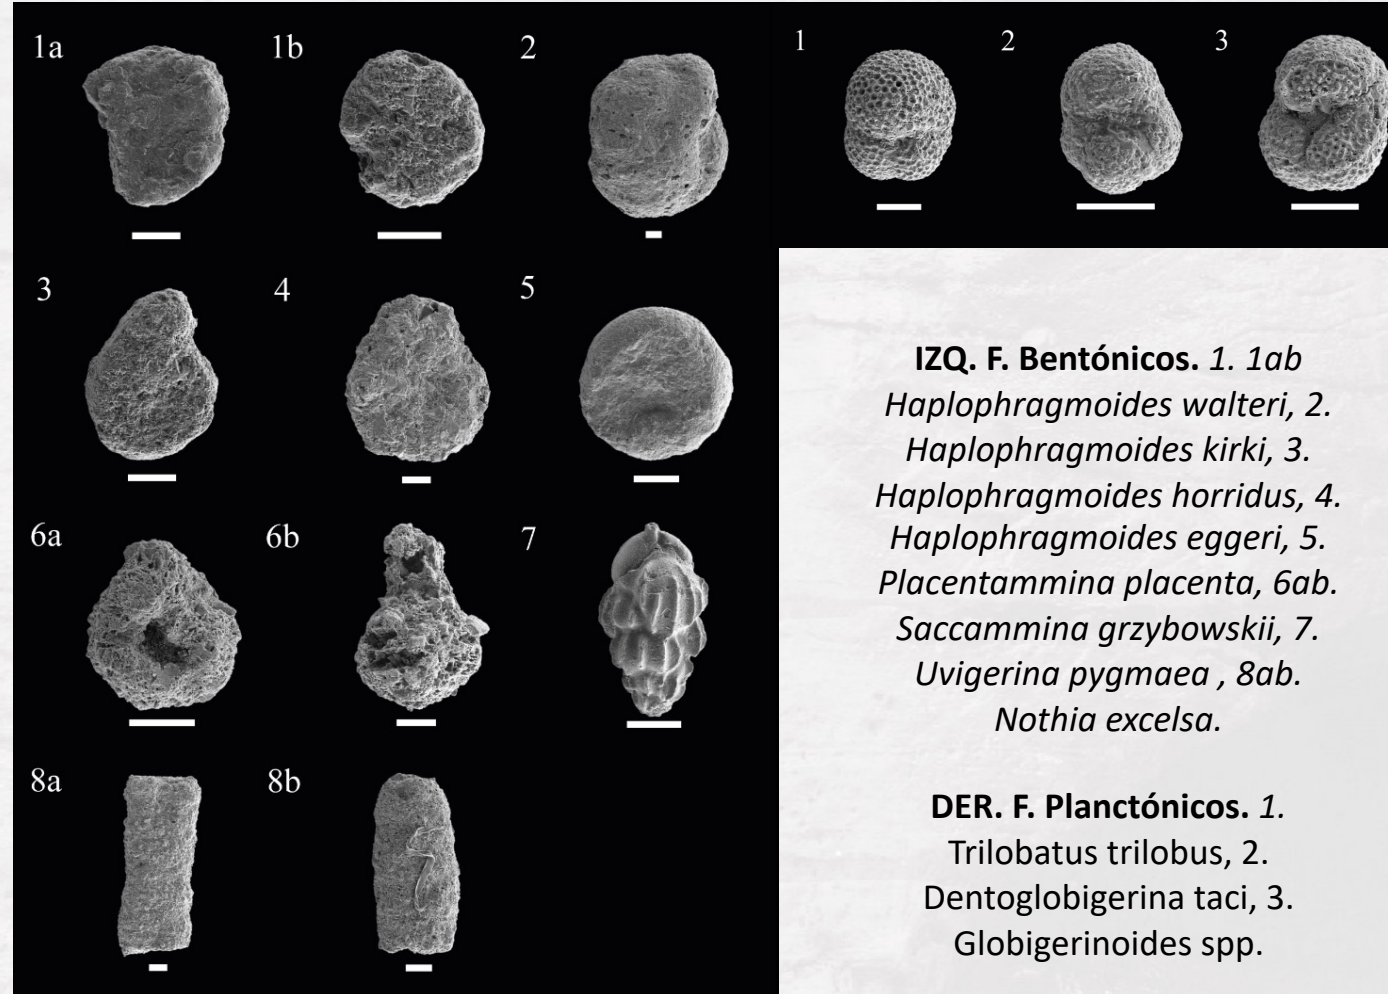 1a
1b
2
3
4
5
6a
6b
7
8a
8b
1
2
3
IZQ. F. Bentónicos. 1. 1ab
Haplophragmoides walteri, 2.
Haplophragmoides kirki, 3.
Haplophragmoides horridus, 4.
Haplophragmoides eggeri, 5.
Placentammina placenta, 6ab.
Saccammina grzybowskii, 7.
Uvigerina pygmaea , 8ab.
Nothia excelsa.
DER. F. Planctónicos. 1.
Trilobatus trilobus, 2.
Dentoglobigerina taci, 3.
Globigerinoides spp.